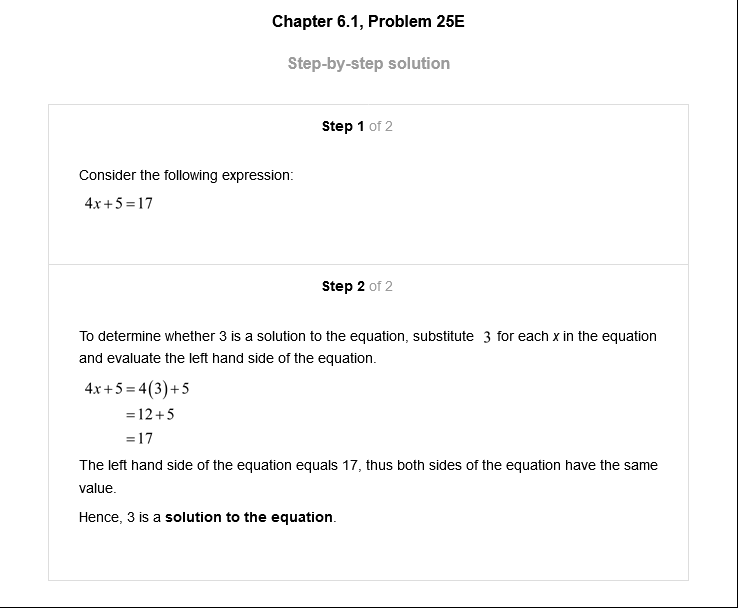 Chapter 6.1, Problem 25E
Step-by-step solution
Step 1 of 2
Consider the following expression:
4x+5=17
Step 2 of 2
To determine whether 3 is a solution to the equation, substitute 3 for each x in the equation
and evaluate the left hand side of the equation.
4x+5=4(3)+5
=12+5
=17
The left hand side of the equation equals 17, thus both sides of the equation have the same
value.
Hence, 3 is a solution to the equation.